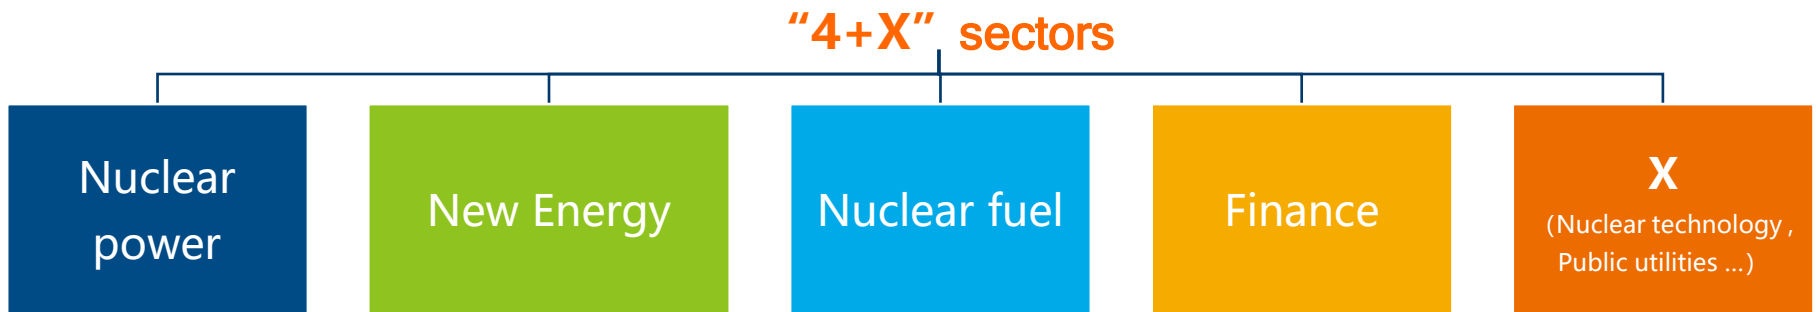 “4+X” sectors
Nuclear
power
New Energy
Nuclear fuel
Finance
X
(Nuclear technology ,
Public utilities ...)